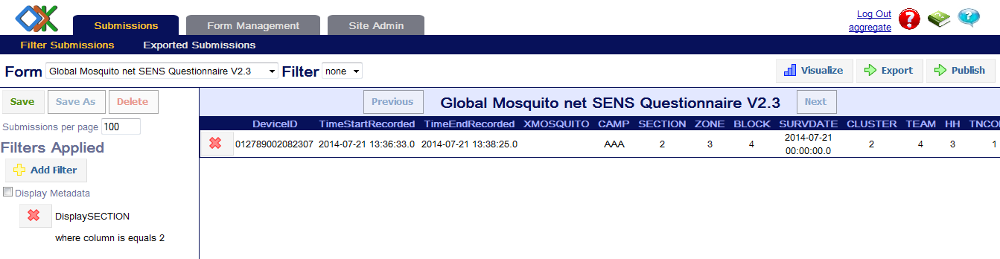 Submissions Form Management Site Admin Log Out
aggregate
Filter Submissions Exported Submissions
Form Global Mosquito net SENS Questionnaire V2.3 Filter none Visualize Export Publish
Save Save As Delete Previous Global Mosquito net SENS Questionnaire V2.3 Next
Submissions per page 100
DeviceID TimeStartRecorded TimeEndRecorded XMOSQUITO CAMP SECTION ZONE BLOCK SURVDATE CLUSTER TEAM HH TNCO
012789002082307 2014-07-21 13:36:33.0 2014-07-21 13:38:25.0 AAA 2 3 4 2014-07-21 00:00:00.0 2 4 3 1
Filters Applied
Add Filter
Display Metadata
DisplaySECTION
where column is equals 2